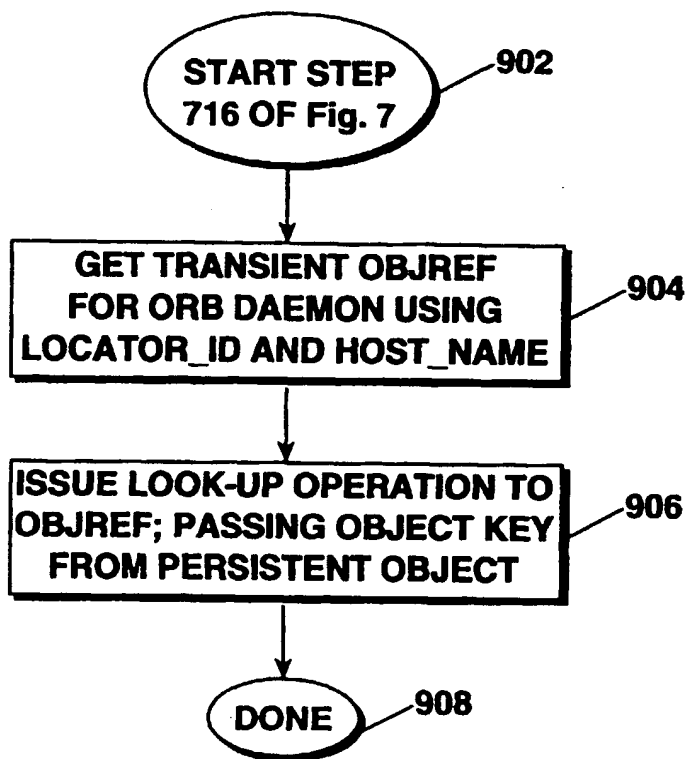 START STEP
716 OF Fig. 7
902
GET TRANSIENT OBJREF
FOR ORB DAEMON USING
LOCATOR_ID AND HOST_NAME
904
ISSUE LOOK-UP OPERATION TO
OBJREF; PASSING OBJECT KEY
FROM PERSISTENT OBJECT
906
DONE
908